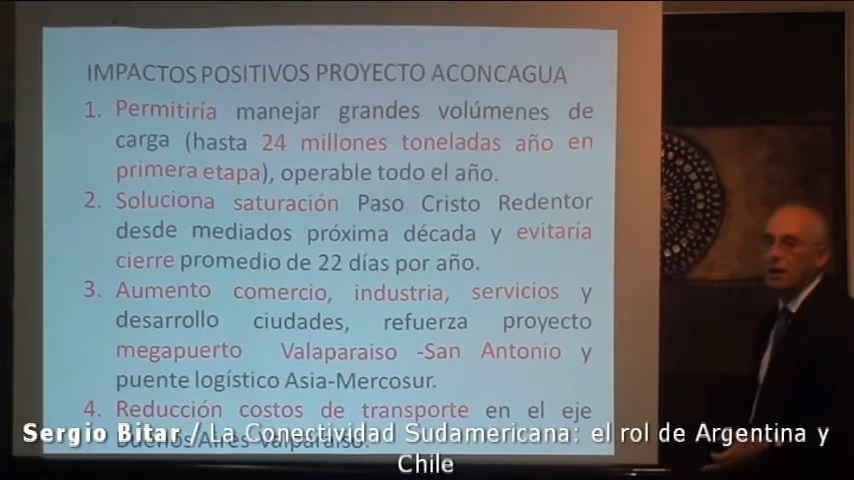 IMPACTOS POSITIVOS PROYECTO ACONCAGUA
1. Permitiría manejar grandes volúmenes de
carga (hasta 24 millones toneladas año en
primera etapa), operable todo el año.
2. Soluciona saturación Paso Cristo Redentor
desde mediados próxima década y evitaría
cierre promedio de 22 días por año.
3. Aumento comercio, industria, servicios y
desarrollo ciudades, refuerza proyecto
megapuerto Valaparaiso -San Antonio y
puente logístico Asia-Mercosur.
4. Reducción costos de transporte en el eje
Buenos Aires-Valparaíso.
Sergio Bitar / La Conectividad Sudamericana: el rol de Argentina y
Chile